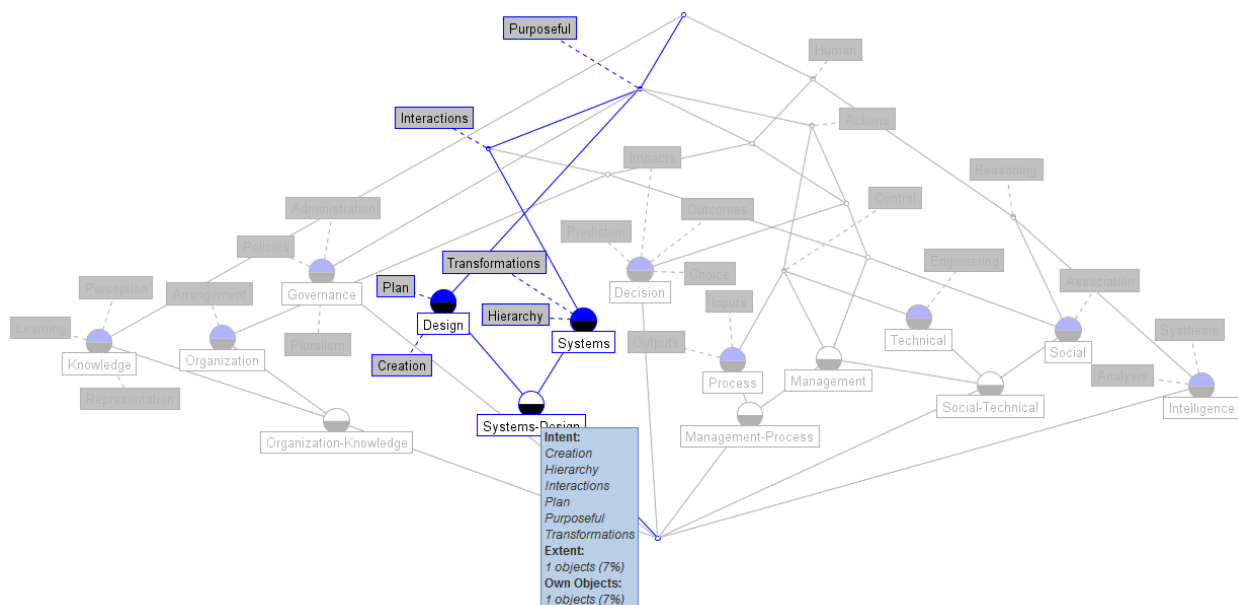 Purposeful
Human
Interactions
Actions
Impacts
Reasoning
Control
Administration
Outcomes
Policies
Prediction
Transformations
Engineering
Perception
Plan
Choice
Association
Arrangement
Governance
Decision
Inputs
Hierarchy
Learning
Design
Systems
Technical
Systhesis
Outputs
Pluralism
Knowledge
Organization
Creation
Process
Management
Social
Analysis
Representation
Intelligence
Social-Technical
Systems-Design
Organization-Knowledge
Management-Process
Intent:
Creation
Hierarchy
Interactions
Plan
Purposeful
Transformations
Extent:
1 objects (7%)
Own Objects:
1 objects (7%)